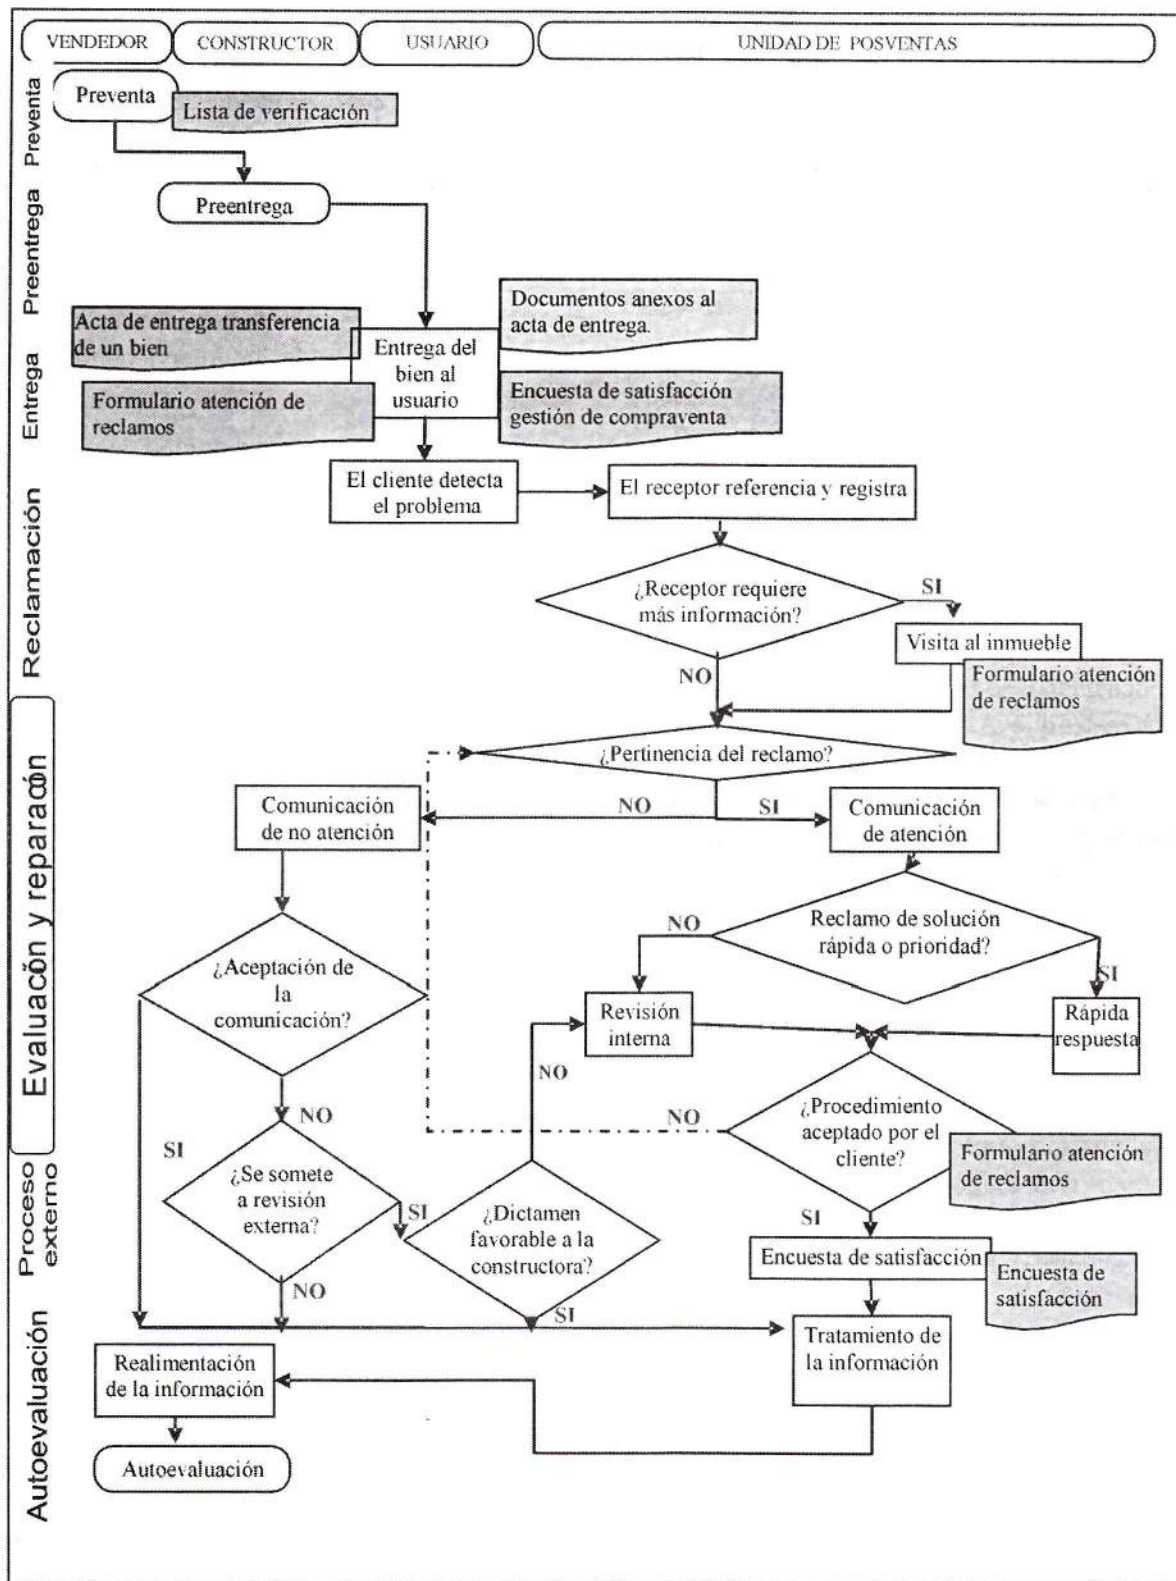 VENDEDOR
CONSTRUCTOR
USUARIO
UNIDAD DE POSVENTAS
Preventa
Preventa
Lista de verificación
Preentrega
Preentrega
Entrega
Acta de entrega transferencia
de un bien
Documentos anexos al
acta de entrega.
Entrega del
bien al
usuario
Formulario atención de
reclamos
Encuesta de satisfacción
gestión de compraventa
Reclamación
El cliente detecta
el problema
El receptor referencia y registra
¿Receptor requiere
más información?
SI
NO
Visita al inmueble
Formulario atención
de reclamos
Evaluacŏn y reparacón
¿Pertinencia del reclamo?
NO
SI
Comunicación
de no atención
Comunicación
de atención
Reclamo de solución
rápida o prioridad?
NO
SI
¿Aceptación de
la
comunicación?
Revisión
interna
Rápida
respuesta
NO
NO
SI
NO
¿Procedimiento
aceptado por el
cliente?
Formulario atención
de reclamos
Proceso
externo
¿Se somete
a revisión
externa?
SI
¿Dictamen
favorable a la
constructora?
SI
Encuesta de satisfacción
Encuesta de
satisfacción
NO
SI
Autoevaluación
Tratamiento de
la información
Realimentación
de la información
Autoevaluación